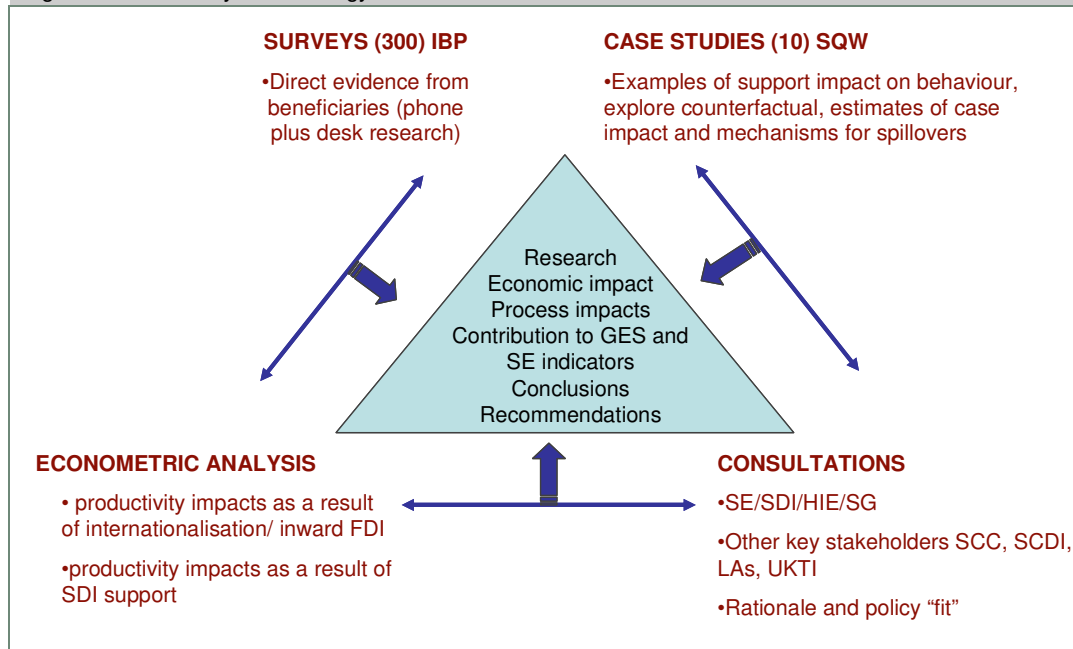 SURVEYS (300) IBP
•Direct evidence from
beneficiaries (phone
plus desk research)
CASE STUDIES (10) SQW
•Examples of support impact on behaviour,
explore counterfactual, estimates of case
impact and mechanisms for spillovers
Research
Economic impact
Process impacts
Contribution to GES and
SE indicators
Conclusions
Recommendations
ECONOMETRIC ANALYSIS
• productivity impacts as a result
of internationalisation/ inward FDI
•productivity impacts as a result of
SDI support
CONSULTATIONS
•SE/SDI/HIE/SG
•Other key stakeholders SCC, SCDI,
LAs, UKTI
•Rationale and policy “fit”